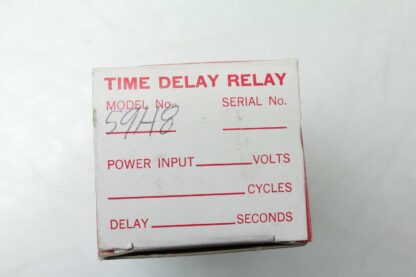 TIME DELAY RELAY
MODEL No. SERIAL No.
59H8
POWER INPUT VOLTS
CYCLES
DELAY SECONDS